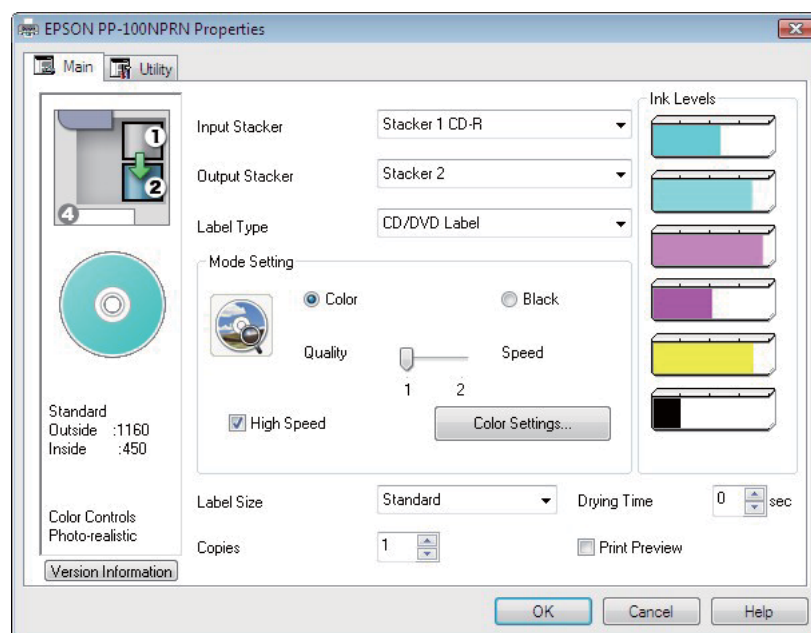 EPSON PP-100NPRN Properties
Main
Utility
1
2
4
Standard
Outside :1160
Inside :450
Color Controls
Photo-realistic
Version Information
Input Stacker
Stacker 1 CD-R
Output Stacker
Stacker 2
Label Type
CD/DVD Label
Mode Setting
Color
Black
Quality
Speed
1 2
High Speed
Color Settings...
Label Size
Standard
Drying Time
0
sec
Copies
1
Print Preview
Ink Levels
OK
Cancel
Help